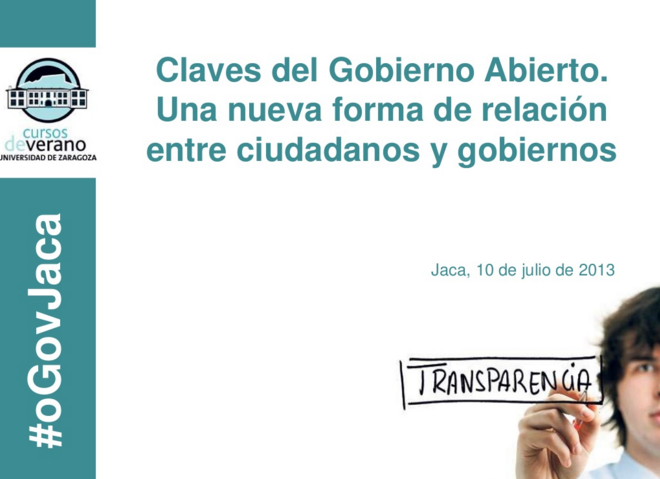 Claves del Gobierno Abierto.
Una nueva forma de relación
entre ciudadanos y gobiernos
cursos
deverano
UNIVERSIDAD DE ZARAGOZA
#oGovJaca
Jaca, 10 de julio de 2013
TRANSPARENCIA